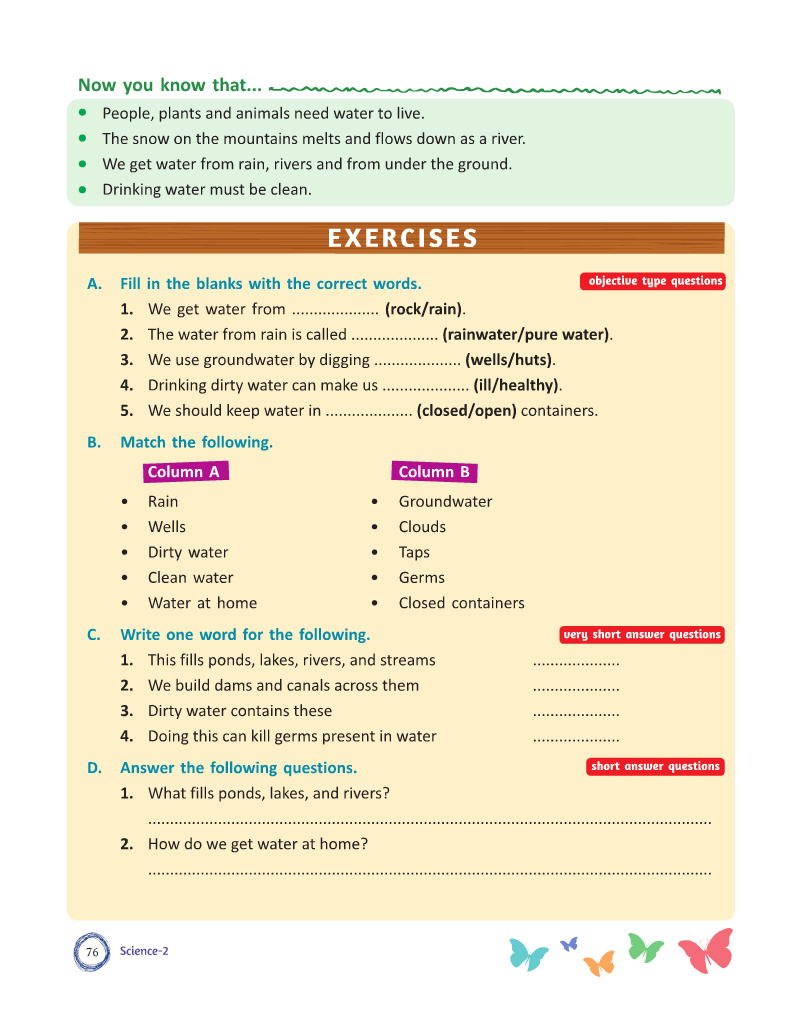 Now you know that...
• People, plants and animals need water to live.
• The snow on the mountains melts and flows down as a river.
• We get water from rain, rivers and from under the ground.
• Drinking water must be clean.
EXERCISES
A. Fill in the blanks with the correct words. objective type questions
1. We get water from .................... (rock/rain).
2. The water from rain is called .................... (rainwater/pure water).
3. We use groundwater by digging .................... (wells/huts).
4. Drinking dirty water can make us .................... (ill/healthy).
5. We should keep water in .................... (closed/open) containers.
B. Match the following.
Column A Column B
• Rain • Groundwater
• Wells • Clouds
• Dirty water • Taps
• Clean water • Germs
• Water at home • Closed containers
C. Write one word for the following. very short answer questions
1. This fills ponds, lakes, rivers, and streams ....................
2. We build dams and canals across them ....................
3. Dirty water contains these ....................
4. Doing this can kill germs present in water ....................
D. Answer the following questions. short answer questions
1. What fills ponds, lakes, and rivers?
..................................................................................................................................
2. How do we get water at home?
..................................................................................................................................
76 Science-2